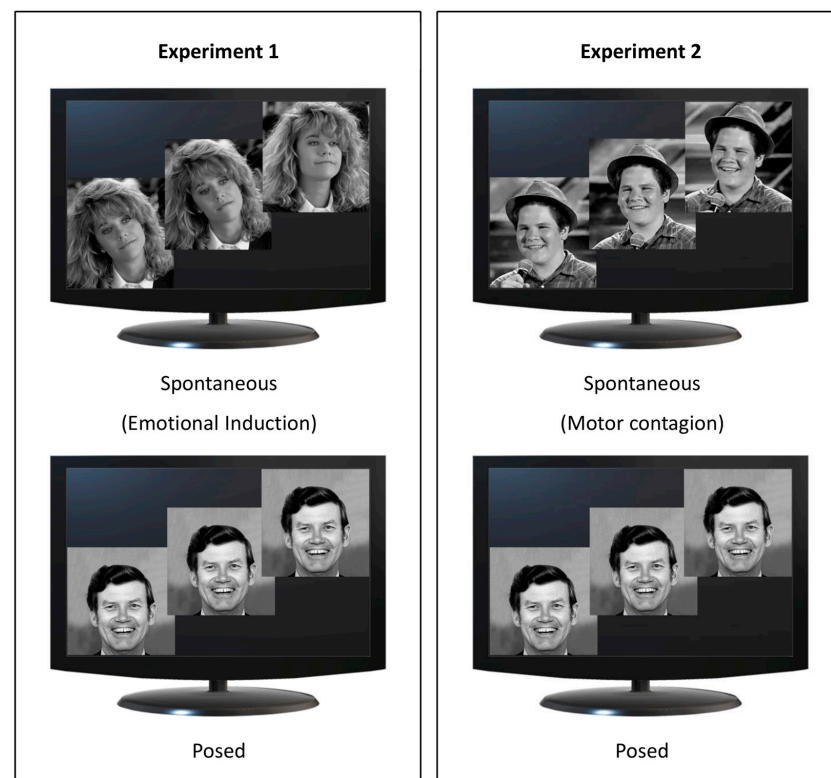 Experiment 1
Spontaneous
(Emotional Induction)
Posed
Experiment 2
Spontaneous
(Motor contagion)
Posed